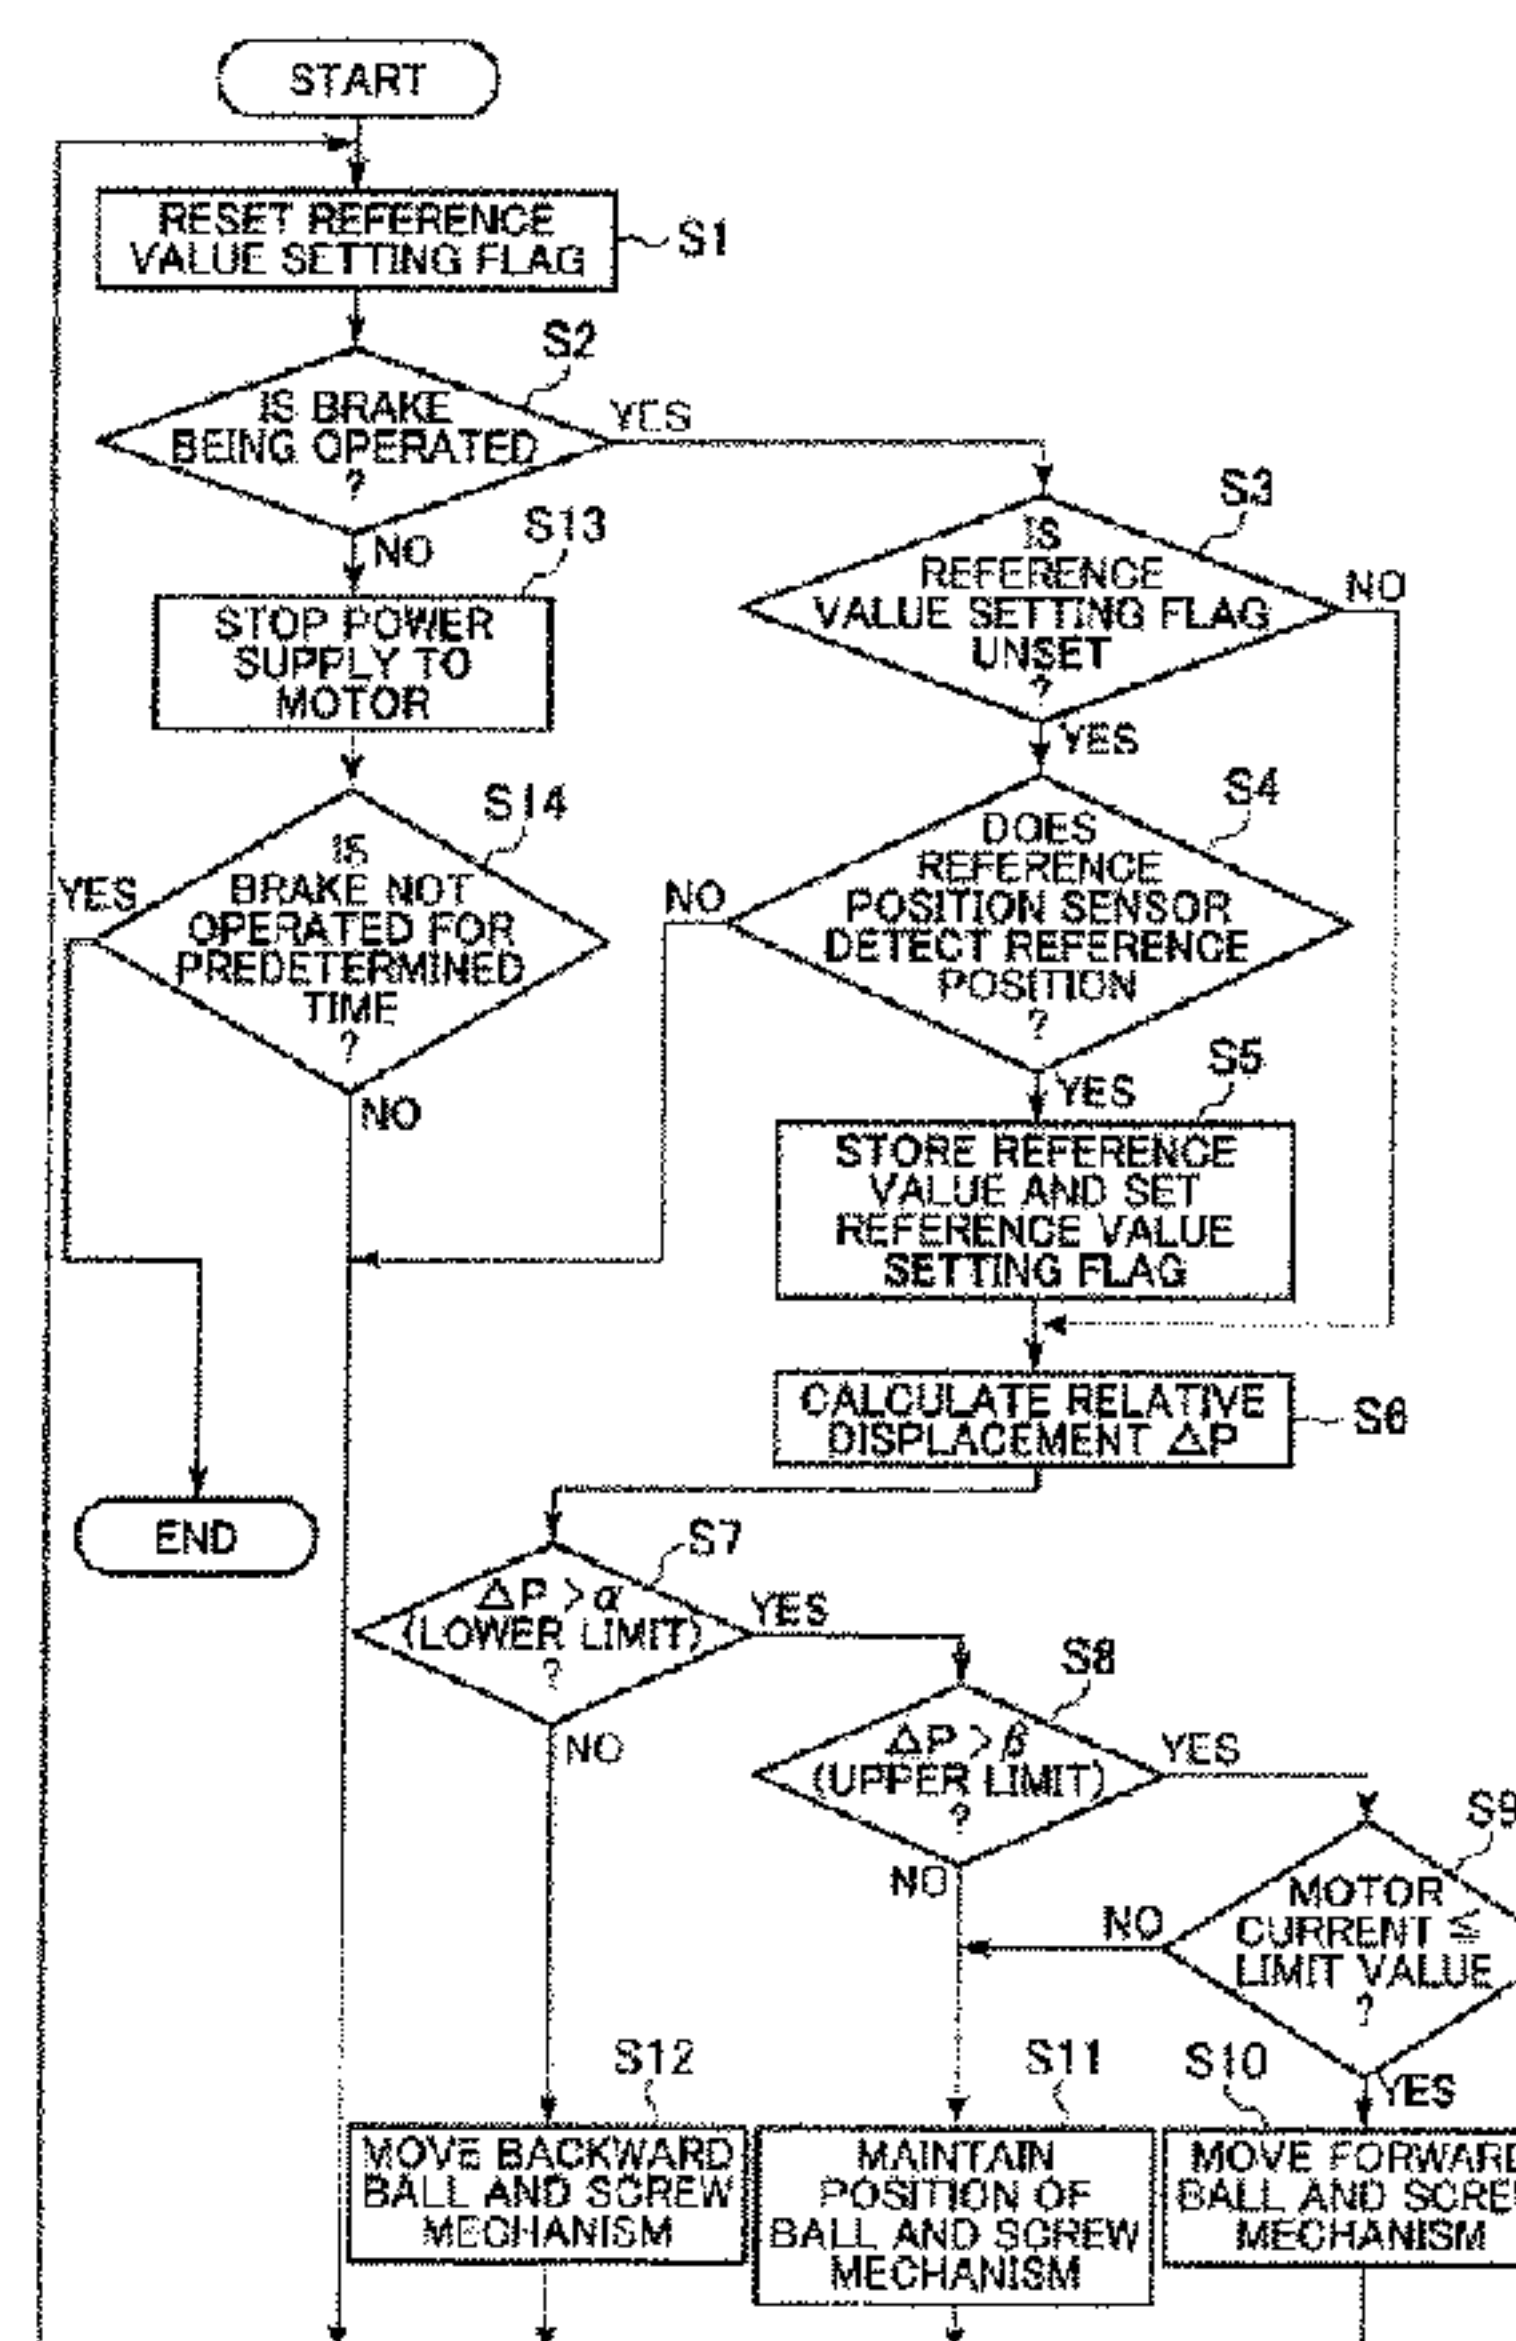 START
RESET REFERENCE
VALUE SETTING FLAG
S1
S2
IS BRAKE
BEING OPERATED
?
YES
NO
S13
STOP POWER
SUPPLY TO
MOTOR
S3
IS
REFERENCE
VALUE SETTING FLAG
UNSET
?
NO
YES
S14
IS
BRAKE NOT
OPERATED FOR
PREDETERMINED
TIME
?
YES
NO
S4
DOES
REFERENCE
POSITION SENSOR
DETECT REFERENCE
POSITION
?
NO
YES
S5
STORE REFERENCE
VALUE AND SET
REFERENCE VALUE
SETTING FLAG
CALCULATE RELATIVE
DISPLACEMENT △P
S6
END
S7
△P>α
(LOWER LIMIT)
?
YES
NO
S8
△P>β
(UPPER LIMIT)
?
YES
NO
S9
MOTOR
CURRENT ≦
LIMIT VALUE
?
NO
YES
S12
MOVE BACKWARD
BALL AND SCREW
MECHANISM
S11
MAINTAIN
POSITION OF
BALL AND SCREW
MECHANISM
S10
MOVE FORWARD
BALL AND SCREW
MECHANISM